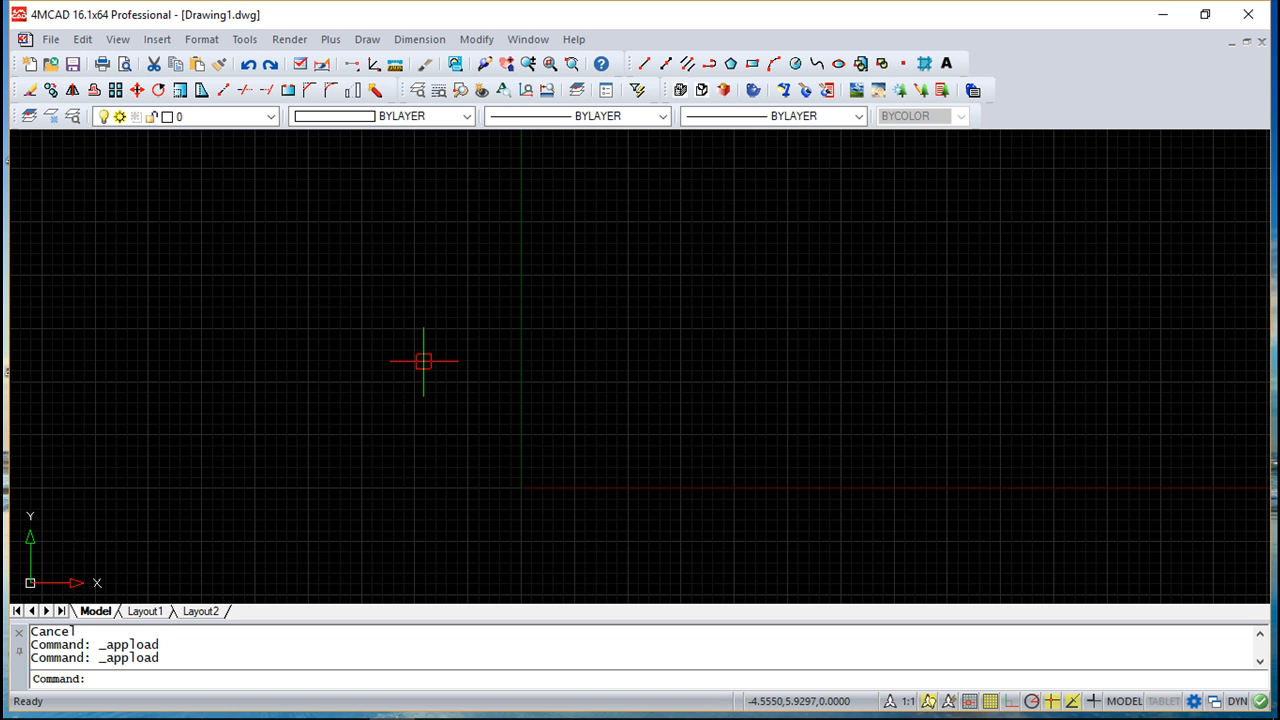 4MCAD 16.1x64 Professional - [Drawing1.dwg]
File Edit View Insert Format Tools Render Plus Draw Dimension Modify Window Help
0 BYLAYER BYLAYER BYLAYER BYCOLOR
Y
X
Model Layout1 Layout2
Cancel
Command: _appload
Command: _appload
Command:
Ready -4.5550,5.9297,0.0000 1:1 MODEL TABLET DYN